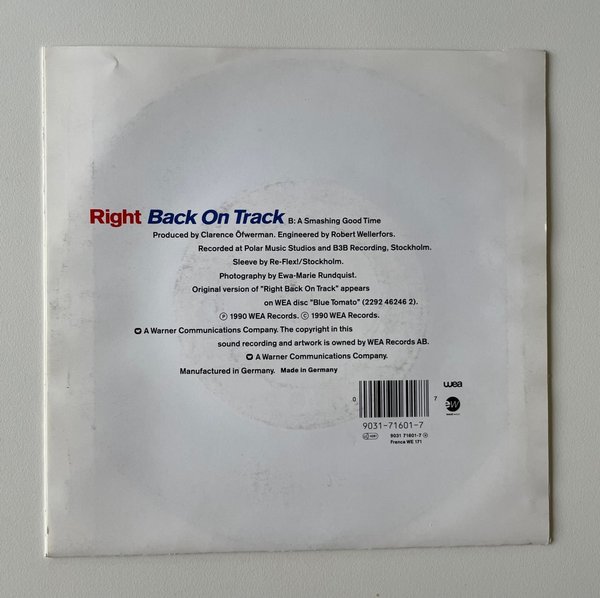 Right Back On Track B: A Smashing Good Time
Produced by Clarence Öfwerman. Engineered by Robert Wellerfors.
Recorded at Polar Music Studios and B3B Recording, Stockholm.
Sleeve by Re-Flex!/Stockholm.
Photography by Ewa-Marie Rundquist.
Original version of "Right Back On Track" appears
on WEA disc "Blue Tomato" (2292 46246 2).
Ⓟ 1990 WEA Records. Ⓒ 1990 WEA Records.
A Warner Communications Company. The copyright in this
sound recording and artwork is owned by WEA Records AB.
A Warner Communications Company.
Manufactured in Germany. Made in Germany
wea
0 7
ew
9031-71601-7
9031 71601-7
France WE 171